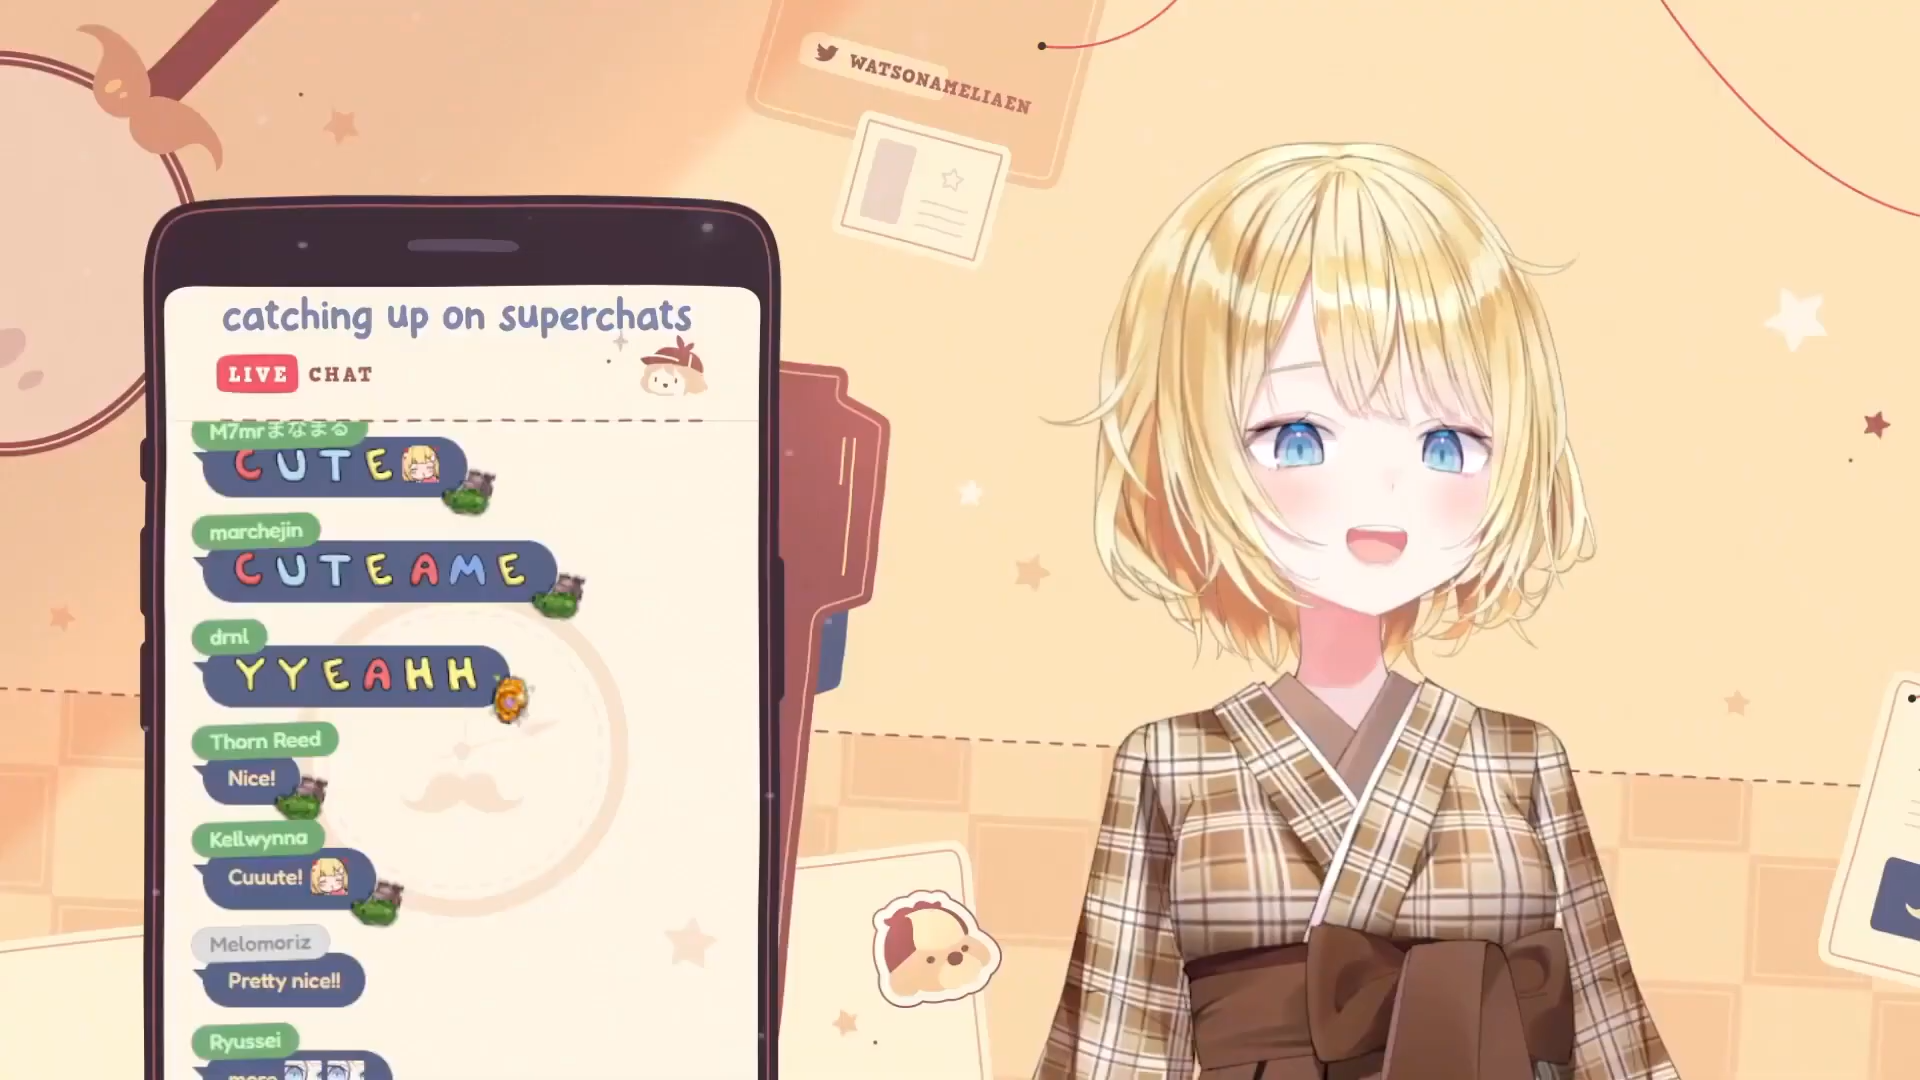 WATSONAMELIAEN
catching up on superchats
LIVE CHAT
M7mrまなまる
CUTE
marchejin
CUTEAME
drnl
YYEAHH
Thorn Reed
Nice!
Kellwynna
Cuuute!
Melomoriz
Pretty nice!!
Ryussei
more